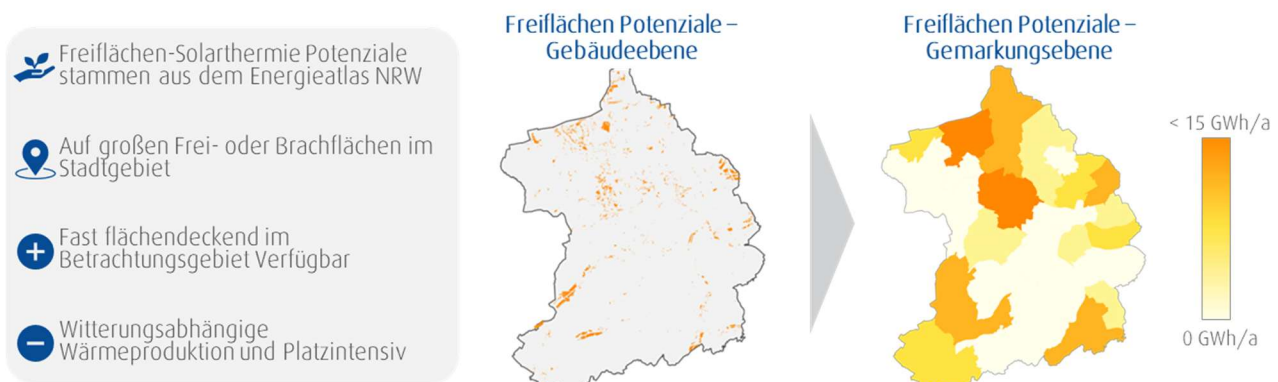 Freiflächen-Solarthermie Potenziale
stammen aus dem Energieatlas NRW
Auf großen Frei- oder Brachflächen im
Stadtgebiet
Fast flächendeckend im
Betrachtungsgebiet Verfügbar
Witterungsabhängige
Wärmeproduktion und Platzintensiv
Freiflächen Potenziale –
Gebäudeebene
Freiflächen Potenziale –
Gemarkungsebene
< 15 GWh/a
0 GWh/a